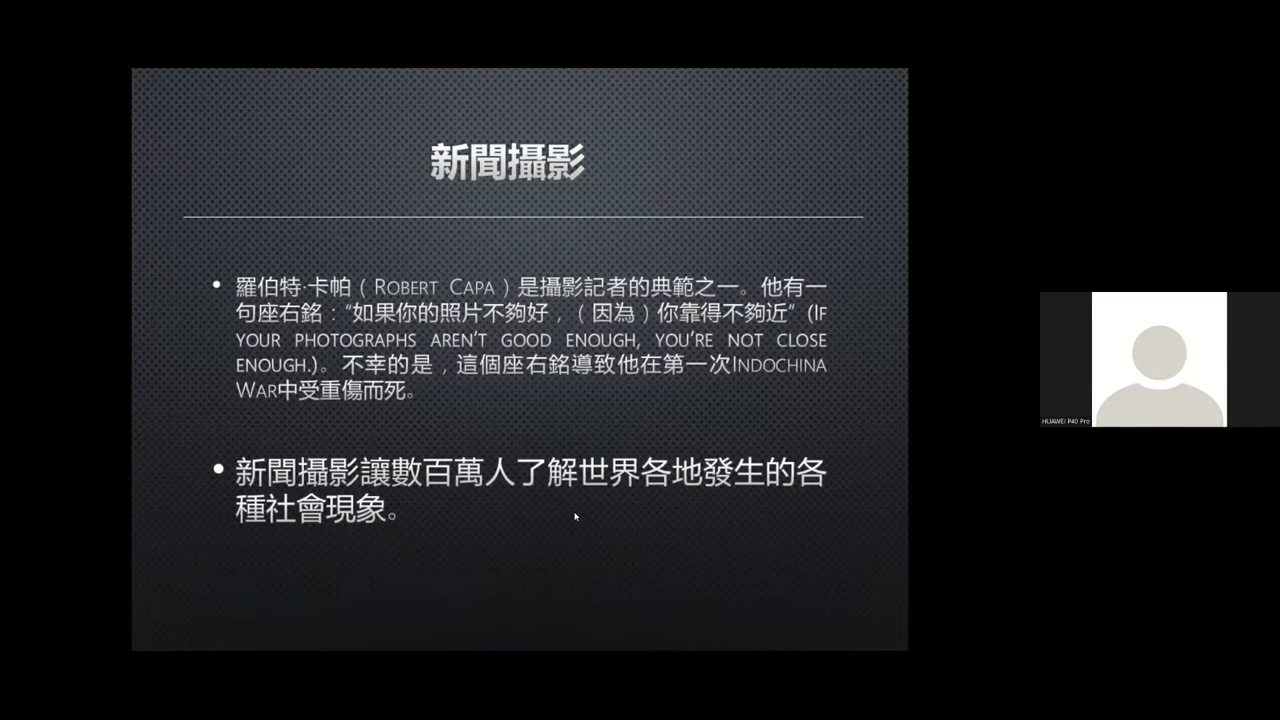 新聞攝影
• 羅伯特·卡帕（ROBERT CAPA）是攝影記者的典範之一。他有一
句座右銘：“如果你的照片不夠好，（因為）你靠得不夠近” (IF
YOUR PHOTOGRAPHS AREN'T GOOD ENOUGH, YOU'RE NOT CLOSE
ENOUGH.)。不幸的是，這個座右銘導致他在第一次INDOCHINA
WAR中受重傷而死。
• 新聞攝影讓數百萬人了解世界各地發生的各
種社會現象。
HUAWEI P40 Pro